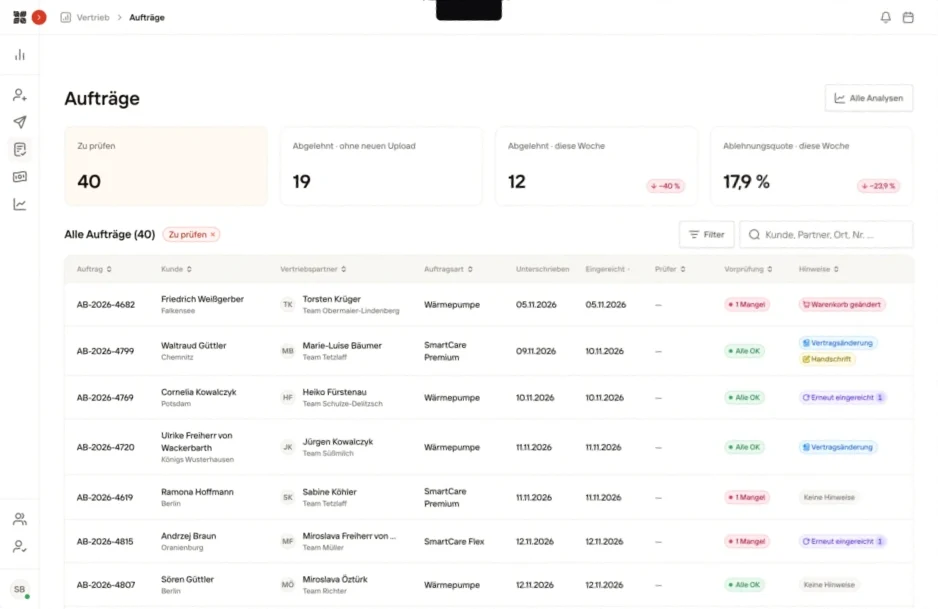 Vertrieb > Aufträge
Aufträge
Alle Analysen
Zu prüfen
40
Abgelehnt · ohne neuen Upload
19
Abgelehnt · diese Woche
12
-40 %
Ablehnungsquote · diese Woche
17,9 %
-23,9 %
Alle Aufträge (40) Zu prüfen ×
Filter
Kunde, Partner, Ort, Nr. ...
Auftrag Kunde Vertriebspartner Auftragsart Unterschrieben Eingereicht Prüfer Vorprüfung Hinweise
AB-2026-4682 Friedrich Weißgerber TK Torsten Krüger Wärmepumpe 05.11.2026 05.11.2026 — 1 Mangel Warenkorb geändert
Falkensee Team Obermaier-Lindenberg
AB-2026-4799 Waltraud Güttler MB Marie-Luise Bäumer SmartCare Premium 09.11.2026 10.11.2026 — Alle OK Vertragsänderung
Chemnitz Team Tetzlaff Handschrift
AB-2026-4769 Cornelia Kowalczyk HF Heiko Fürstenau Wärmepumpe 10.11.2026 10.11.2026 — Alle OK Erneut eingereicht 1
Potsdam Team Schulze-Delitzsch
AB-2026-4720 Ulrike Freiherr von Wackerbarth JK Jürgen Kowalczyk Wärmepumpe 11.11.2026 11.11.2026 — Alle OK Vertragsänderung
Königs Wusterhausen Team Süßmilch
AB-2026-4619 Ramona Hoffmann SK Sabine Köhler SmartCare Premium 11.11.2026 11.11.2026 — 1 Mangel Keine Hinweise
Berlin Team Tetzlaff
AB-2026-4815 Andrzej Braun MF Miroslava Freiherr von ... SmartCare Flex 12.11.2026 12.11.2026 — 1 Mangel Erneut eingereicht 1
Oranienburg Team Müller
AB-2026-4807 Sören Güttler MÖ Miroslava Öztürk Wärmepumpe 12.11.2026 12.11.2026 — Alle OK Keine Hinweise
Berlin Team Richter
SB